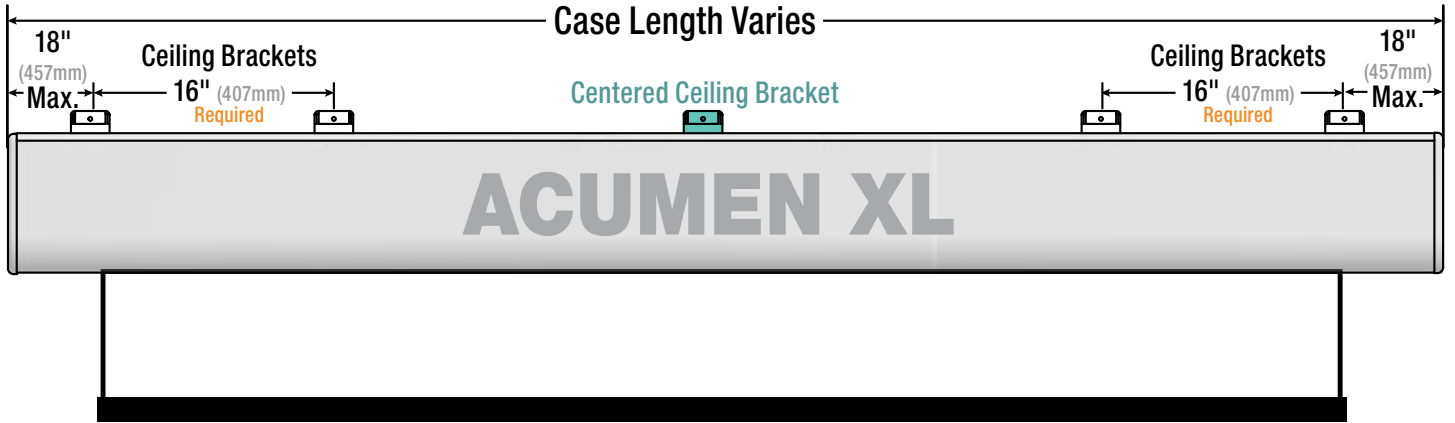 Case Length Varies
18"
(457mm)
Max.
Ceiling Brackets
16" (407mm)
Required
Centered Ceiling Bracket
Ceiling Brackets
16" (407mm)
Required
18"
(457mm)
Max.
ACUMEN XL